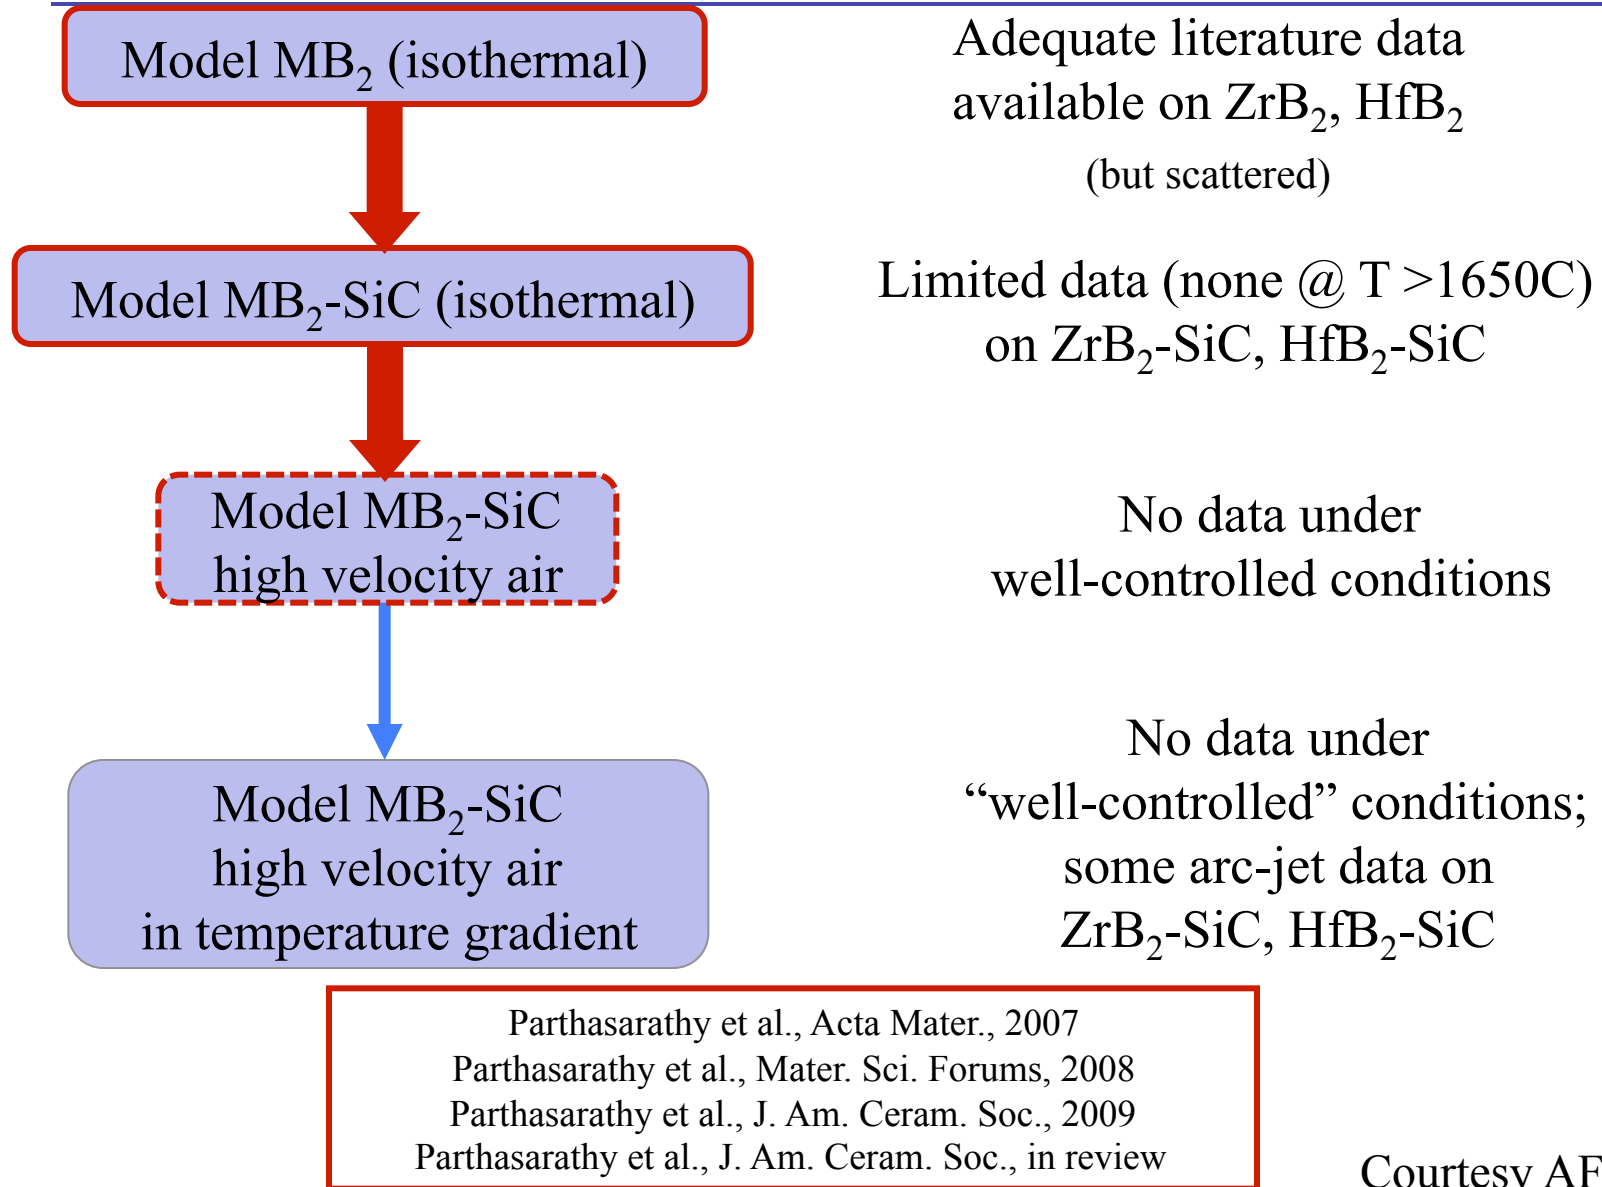 Model MB₂ (isothermal)
Adequate literature data
available on ZrB₂, HfB₂
(but scattered)
Model MB₂-SiC (isothermal)
Limited data (none @ T >1650C)
on ZrB₂-SiC, HfB₂-SiC
Model MB₂-SiC
high velocity air
No data under
well-controlled conditions
Model MB₂-SiC
high velocity air
in temperature gradient
No data under
“well-controlled” conditions;
some arc-jet data on
ZrB₂-SiC, HfB₂-SiC
Parthasarathy et al., Acta Mater., 2007
Parthasarathy et al., Mater. Sci. Forums, 2008
Parthasarathy et al., J. Am. Ceram. Soc., 2009
Parthasarathy et al., J. Am. Ceram. Soc., in review
Courtesy